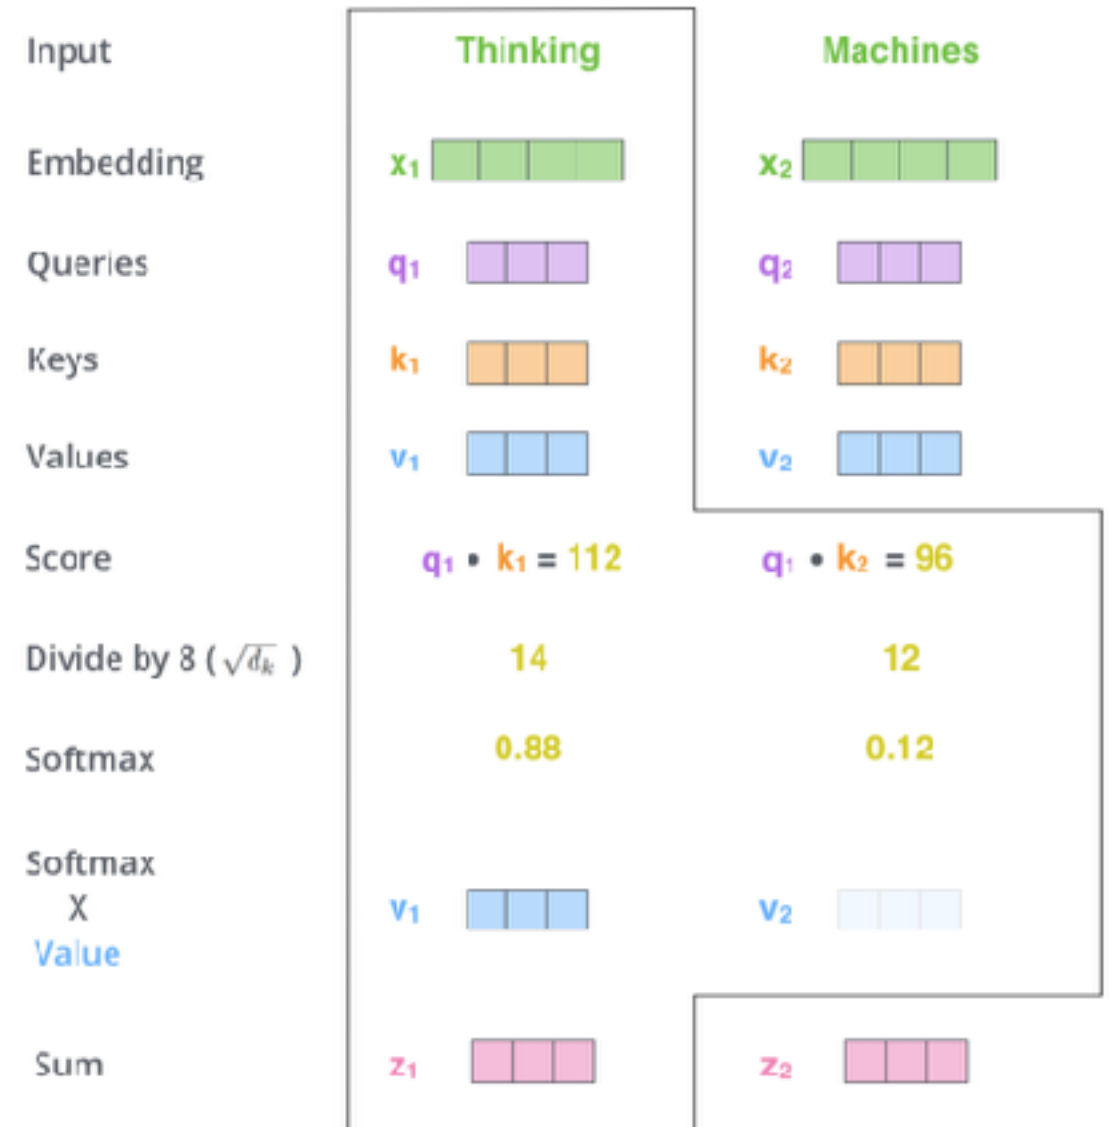 Input Thinking Machines
Embedding x₁ x₂
Queries q₁ q₂
Keys k₁ k₂
Values v₁ v₂
Score q₁ • k₁ = 112 q₁ • k₂ = 96
Divide by 8 ( √dₖ ) 14 12
Softmax 0.88 0.12
Softmax
X
Value v₁ v₂
Sum z₁ z₂